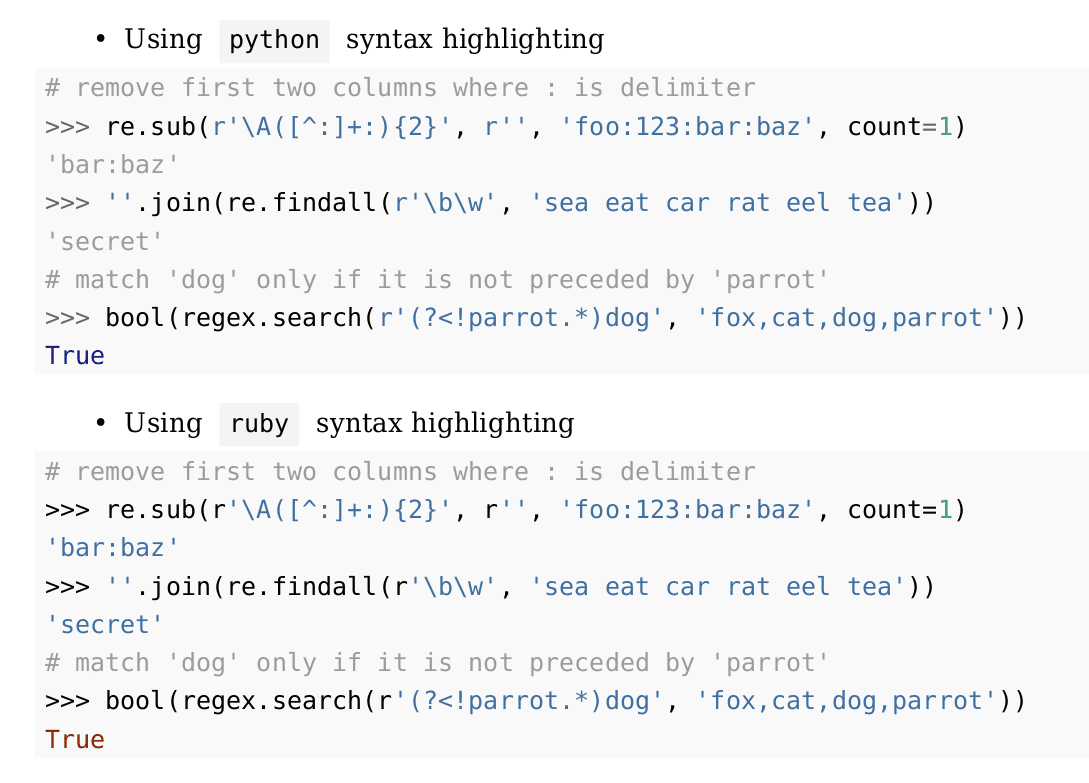 • Using python syntax highlighting
# remove first two columns where : is delimiter
>>> re.sub(r'\A([^:]+:){2}', r'', 'foo:123:bar:baz', count=1)
'bar:baz'
>>> ''.join(re.findall(r'\b\w', 'sea eat car rat eel tea'))
'secret'
# match 'dog' only if it is not preceded by 'parrot'
>>> bool(regex.search(r'(?<!parrot.*)dog', 'fox,cat,dog,parrot'))
True
• Using ruby syntax highlighting
# remove first two columns where : is delimiter
>>> re.sub(r'\A([^:]+:){2}', r'', 'foo:123:bar:baz', count=1)
'bar:baz'
>>> ''.join(re.findall(r'\b\w', 'sea eat car rat eel tea'))
'secret'
# match 'dog' only if it is not preceded by 'parrot'
>>> bool(regex.search(r'(?<!parrot.*)dog', 'fox,cat,dog,parrot'))
True